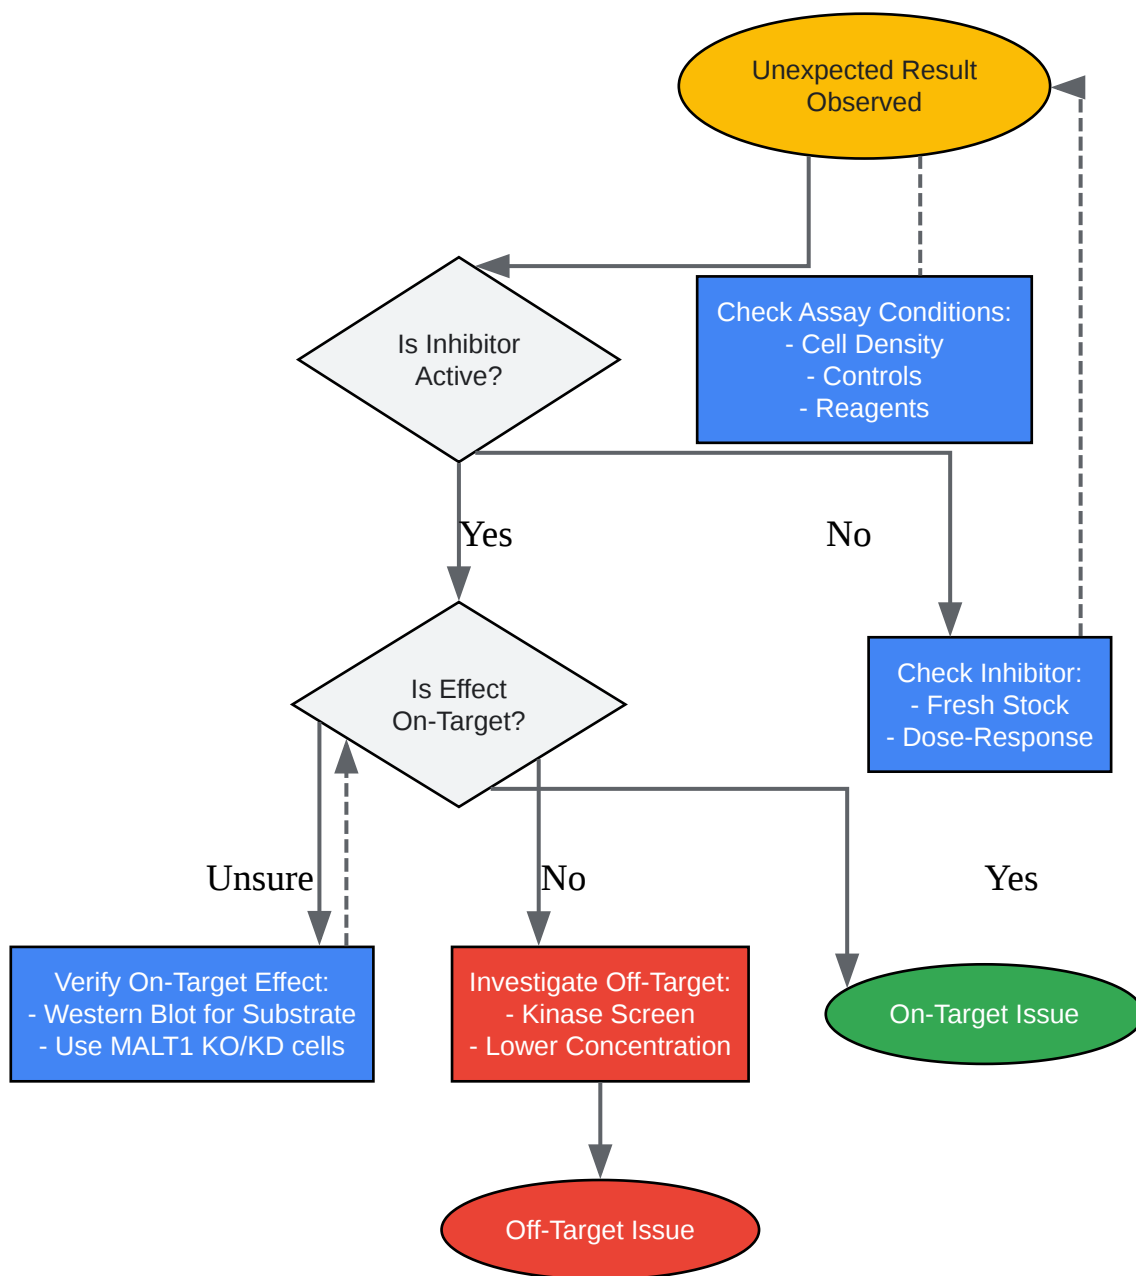 Unexpected Result
Observed
Is Inhibitor
Active?
Check Assay Conditions:
- Cell Density
- Controls
- Reagents
Yes
No
Is Effect
On-Target?
Check Inhibitor:
- Fresh Stock
- Dose-Response
Unsure
No
Yes
Verify On-Target Effect:
- Western Blot for Substrate
- Use MALT1 KO/KD cells
Investigate Off-Target:
- Kinase Screen
- Lower Concentration
On-Target Issue
Off-Target Issue